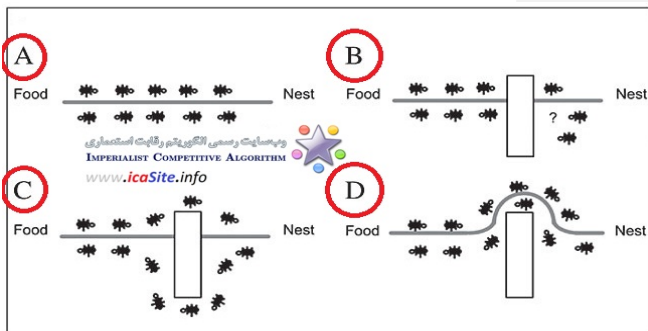 A
Food
Nest
وب‌سایت رسمی الگوریتم رقابت استعماری
IMPERIALIST COMPETITIVE ALGORITHM
www.icaSite.info
B
Food
Nest
?
C
Food
Nest
D
Food
Nest